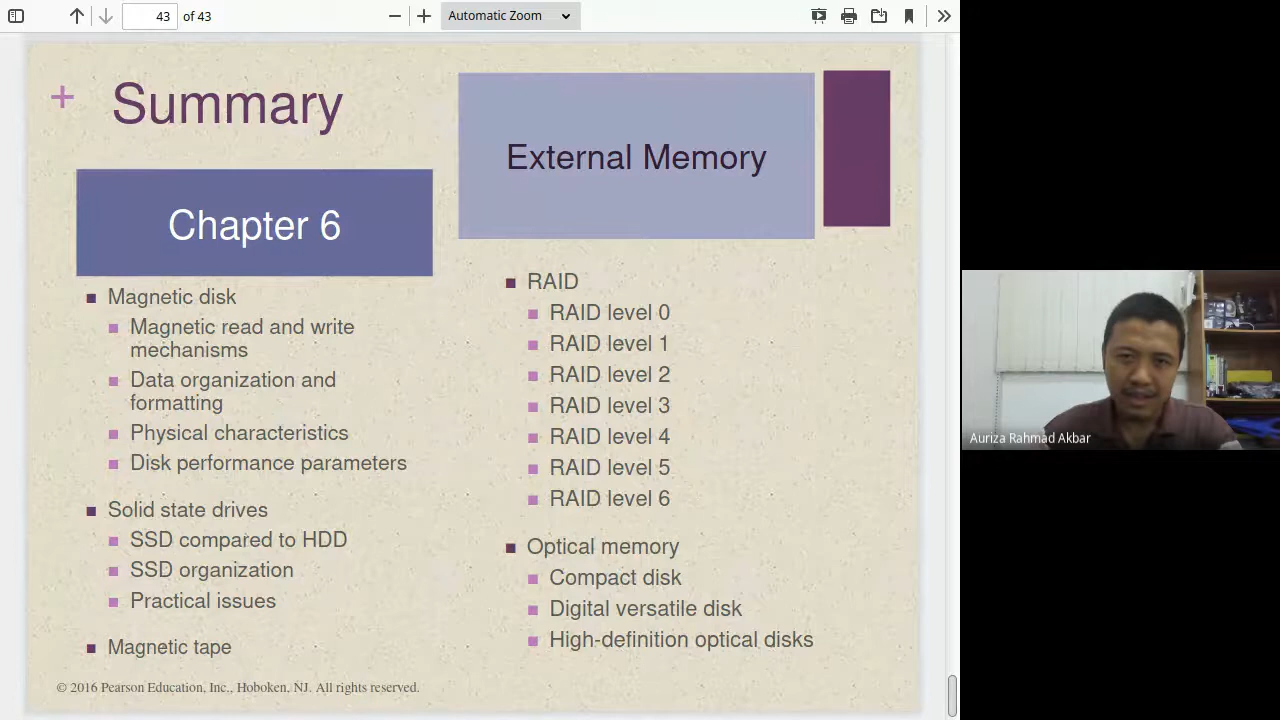 43 of 43
Automatic Zoom
+ Summary
External Memory
Chapter 6
Magnetic disk
Magnetic read and write
mechanisms
Data organization and
formatting
Physical characteristics
Disk performance parameters
Solid state drives
SSD compared to HDD
SSD organization
Practical issues
Magnetic tape
RAID
RAID level 0
RAID level 1
RAID level 2
RAID level 3
RAID level 4
RAID level 5
RAID level 6
Optical memory
Compact disk
Digital versatile disk
High-definition optical disks
© 2016 Pearson Education, Inc., Hoboken, NJ. All rights reserved.
Auriza Rahmad Akbar